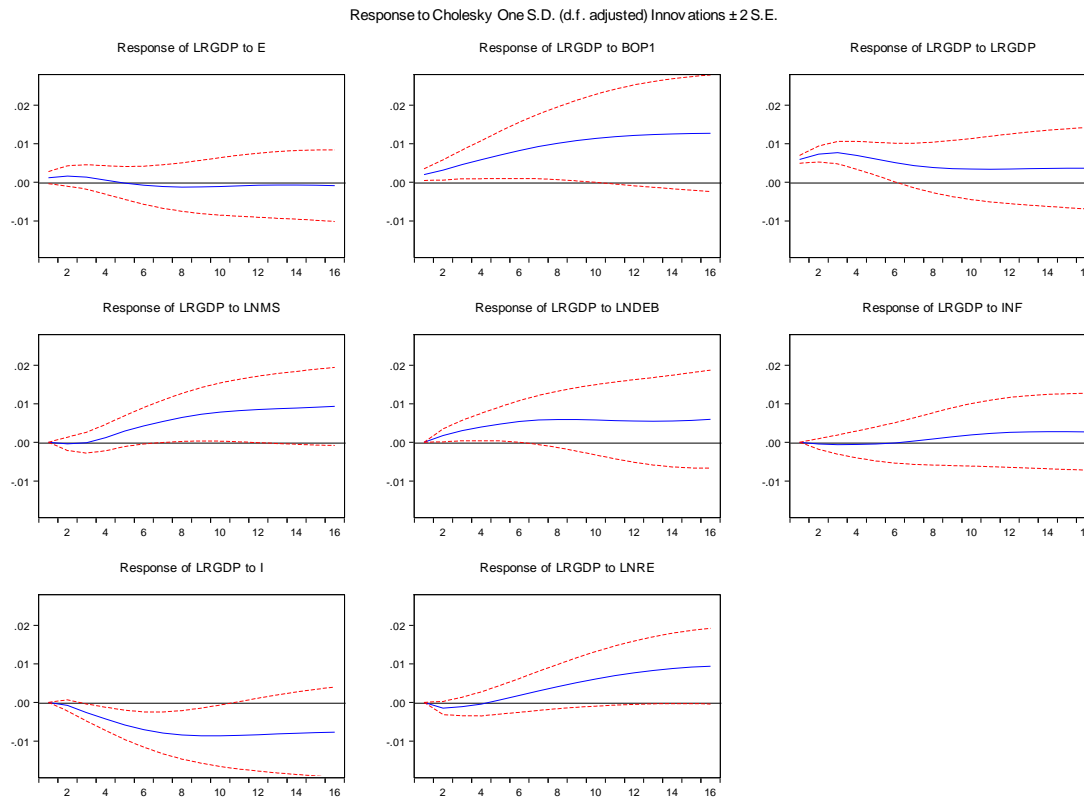 Response to Cholesky One S.D. (d.f. adjusted) Innovations ± 2 S.E.
Response of LRGDP to E
Response of LRGDP to BOP1
Response of LRGDP to LRGDP
.02
.01
.00
-.01
2 4 6 8 10 12 14 16
.02
.01
.00
-.01
2 4 6 8 10 12 14 16
.02
.01
.00
-.01
2 4 6 8 10 12 14
Response of LRGDP to LNMS
Response of LRGDP to LNDEB
Response of LRGDP to INF
.02
.01
.00
-.01
2 4 6 8 10 12 14 16
.02
.01
.00
-.01
2 4 6 8 10 12 14 16
.02
.01
.00
-.01
2 4 6 8 10 12 14
Response of LRGDP to I
Response of LRGDP to LNRE
.02
.01
.00
-.01
2 4 6 8 10 12 14 16
.02
.01
.00
-.01
2 4 6 8 10 12 14 16